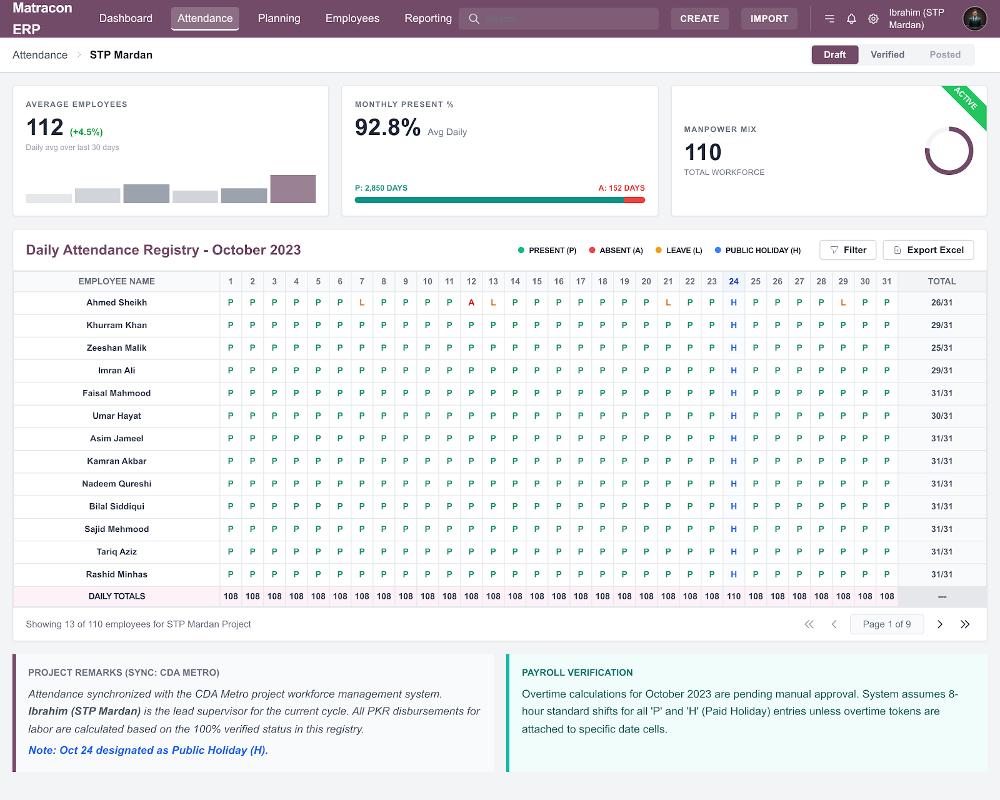 Matracon ERP
Dashboard
Attendance
Planning
Employees
Reporting
Search...
CREATE
IMPORT
Ibrahim (STP Mardan)
Attendance > STP Mardan
Draft
Verified
Posted
AVERAGE EMPLOYEES
112 (+4.5%)
Daily avg over last 30 days
MONTHLY PRESENT %
92.8% Avg Daily
P: 2,850 DAYS
A: 152 DAYS
ACTIVE
MANPOWER MIX
110
TOTAL WORKFORCE
Daily Attendance Registry - October 2023
PRESENT (P)
ABSENT (A)
LEAVE (L)
PUBLIC HOLIDAY (H)
Filter
Export Excel
EMPLOYEE NAME 1 2 3 4 5 6 7 8 9 10 11 12 13 14 15 16 17 18 19 20 21 22 23 24 25 26 27 28 29 30 31 TOTAL
Ahmed Sheikh P P P P P P L P P P P A L P P P P P P P L P P H P P P P L P P 26/31
Khurram Khan P P P P P P P P P P P P P P P P P P P P P P P H P P P P P P P 29/31
Zeeshan Malik P P P P P P P P P P P P P P P P P P P P P P P H P P P P P P P 25/31
Imran Ali P P P P P P P P P P P P P P P P P P P P P P P H P P P P P P P 29/31
Faisal Mahmood P P P P P P P P P P P P P P P P P P P P P P P H P P P P P P P 31/31
Umar Hayat P P P P P P P P P P P P P P P P P P P P P P P H P P P P P P P 30/31
Asim Jameel P P P P P P P P P P P P P P P P P P P P P P P H P P P P P P P 31/31
Kamran Akbar P P P P P P P P P P P P P P P P P P P P P P P H P P P P P P P 31/31
Nadeem Qureshi P P P P P P P P P P P P P P P P P P P P P P P H P P P P P P P 31/31
Bilal Siddiqui P P P P P P P P P P P P P P P P P P P P P P P H P P P P P P P 31/31
Sajid Mehmood P P P P P P P P P P P P P P P P P P P P P P P H P P P P P P P 31/31
Tariq Aziz P P P P P P P P P P P P P P P P P P P P P P P H P P P P P P P 31/31
Rashid Minhas P P P P P P P P P P P P P P P P P P P P P P P H P P P P P P P 31/31
DAILY TOTALS 108 108 108 108 108 108 108 108 108 108 108 108 108 108 108 108 108 108 108 108 108 108 108 110 108 108 108 108 108 108 108 ---
Showing 13 of 110 employees for STP Mardan Project
Page 1 of 9
PROJECT REMARKS (SYNC: CDA METRO)
Attendance synchronized with the CDA Metro project workforce management system.
Ibrahim (STP Mardan) is the lead supervisor for the current cycle. All PKR disbursements for
labor are calculated based on the 100% verified status in this registry.
Note: Oct 24 designated as Public Holiday (H).
PAYROLL VERIFICATION
Overtime calculations for October 2023 are pending manual approval. System assumes 8-
hour standard shifts for all 'P' and 'H' (Paid Holiday) entries unless overtime tokens are
attached to specific date cells.